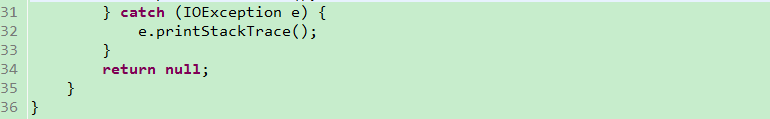 31 } catch (IOException e) {
32 e.printStackTrace();
33 }
34 return null;
35 }
36 }